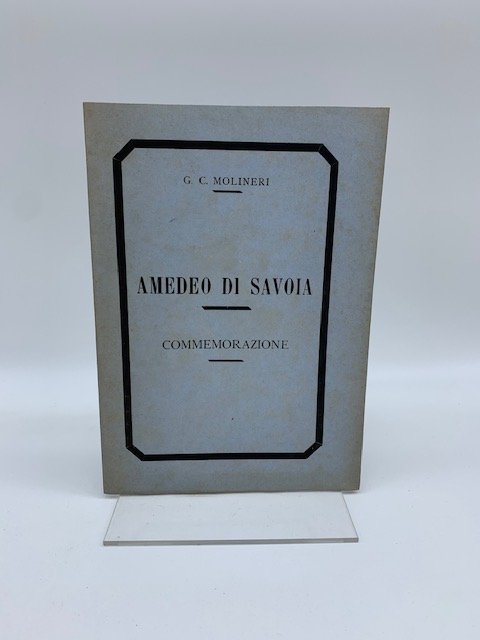 G. C. MOLINERI
AMEDEO DI SAVOIA
COMMEMORAZIONE